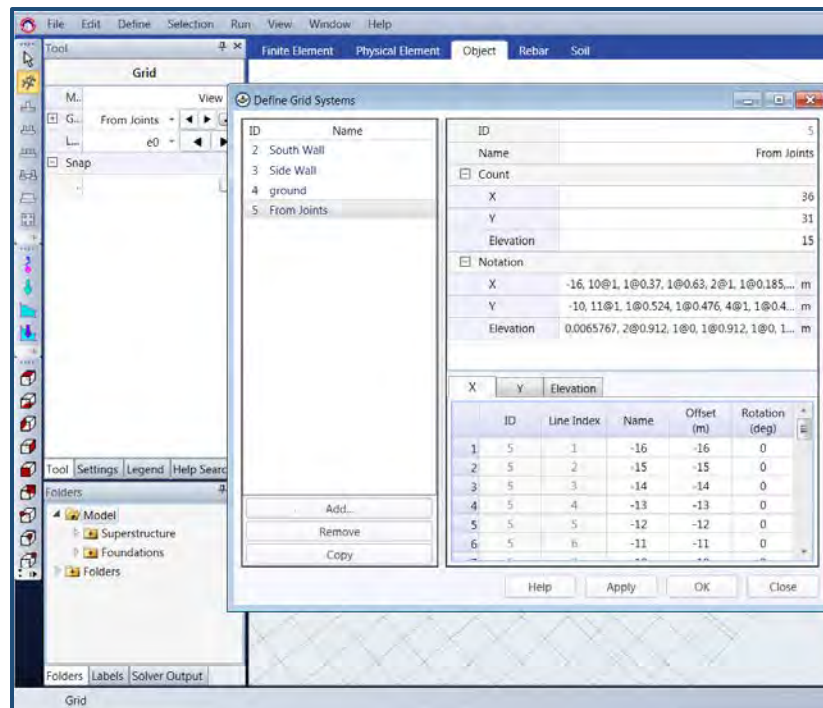 File Edit Define Selection Run View Window Help
Tool
Finite Element Physical Element Object Rebar Soil
Grid
M.. View
G... From Joints
L... e0
Snap
Define Grid Systems
ID Name
2 South Wall
3 Side Wall
4 ground
5 From Joints
Add...
Remove
Copy
ID 5
Name From Joints
Count
X 36
Y 31
Elevation 15
Notation
X -16, 10@1, 1@0.37, 1@0.63, 2@1, 1@0.185,... m
Y -10, 11@1, 1@0.524, 1@0.476, 4@1, 1@0.4... m
Elevation 0.0065767, 2@0.912, 1@0, 1@0.912, 1@0, 1... m
X Y Elevation
ID Line Index Name Offset (m) Rotation (deg)
1 5 1 -16 -16 0
2 5 2 -15 -15 0
3 5 3 -14 -14 0
4 5 4 -13 -13 0
5 5 5 -12 -12 0
6 5 6 -11 -11 0
Help Apply OK Close
Tool Settings Legend Help Searc
Folders
Model
Superstructure
Foundations
Folders
Folders Labels Solver Output
Grid